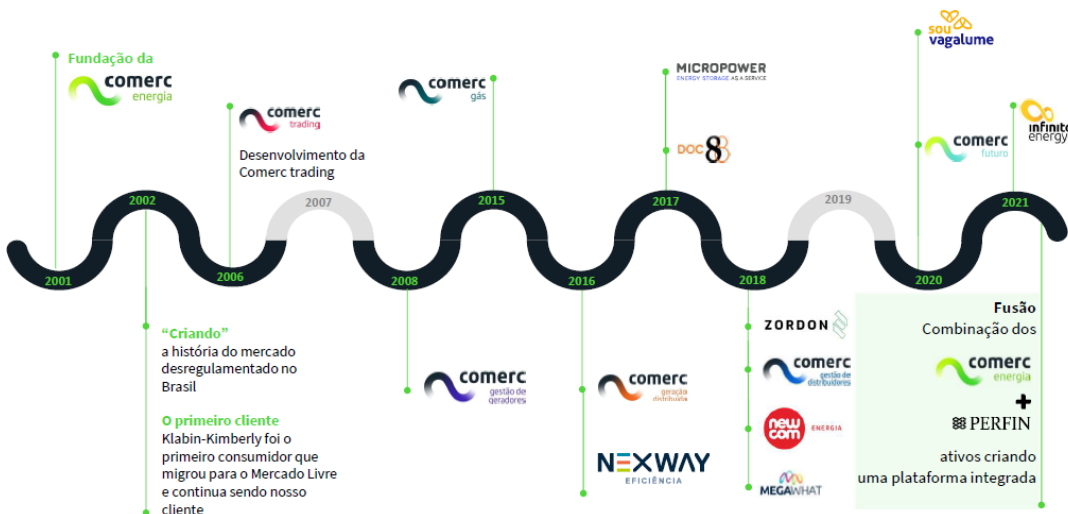 Fundação da
comerc
energia
2001
2002
"Criando"
a história do mercado
desregulamentado no
Brasil
O primeiro cliente
Klabin-Kimberly foi o
primeiro consumidor que
migrou para o Mercado Livre
e continua sendo nosso
cliente
comerc
trading
Desenvolvimento da
Comerc trading
2006
2007
2008
comerc
gestão de
geradores
comerc
gás
2015
2016
comerc
geração
distribuída
NEXWAY
EFICIÊNCIA
MICROPOWER
ENERGY STORAGE AS A SERVICE
DOC 88
2017
2018
ZORDON
comerc
gestão de
distribuidores
new
com
ENERGIA
MEGAWHAT
2019
sou
vagalume
comerc
futuro
2020
infinito
energy
2021
Fusão
Combinação dos
comerc
energia
+
PERFIN
ativos criando
uma plataforma integrada